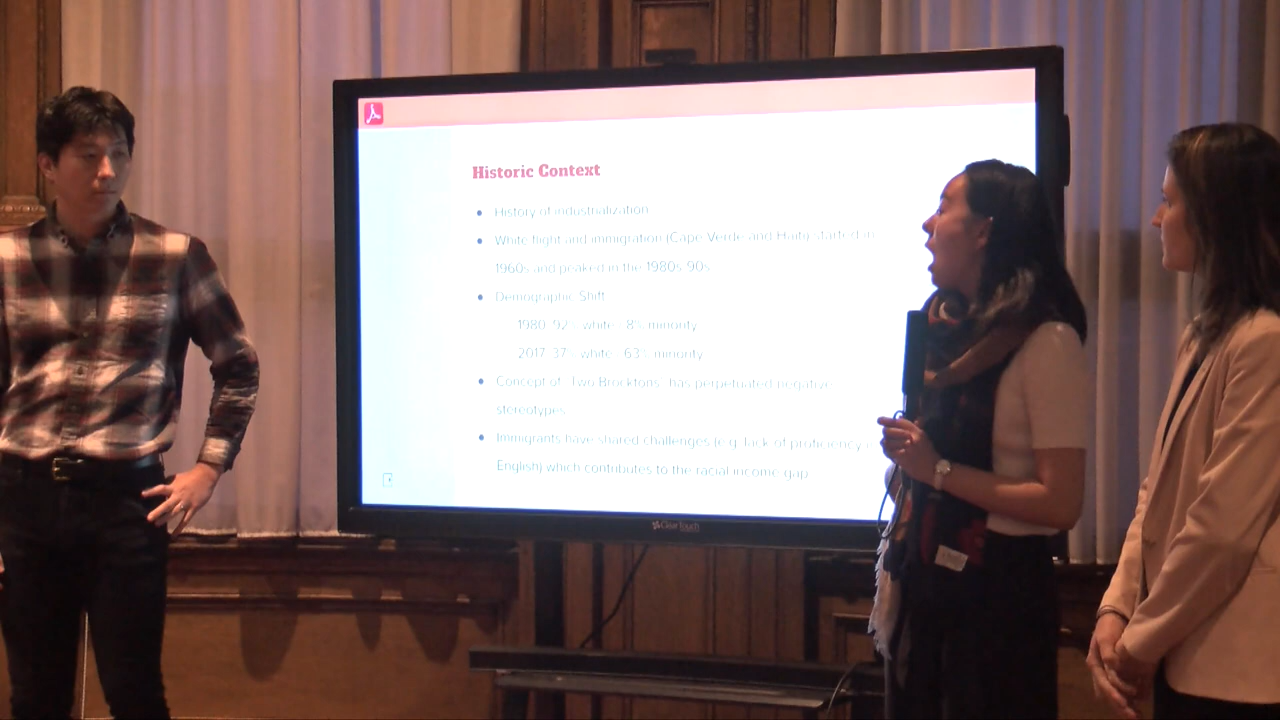 Historic Context
History of industrialization
White flight and immigration (Cape Verde and Haiti) started in
1960s and peaked in the 1980s-90s
Demographic Shift
1980: 92% white 8% minority
2017: 37% white 63% minority
Concept of "Two Brocktons" has perpetuated negative
stereotypes
Immigrants have shared challenges (e.g. lack of proficiency
English) which contributes to the racial income gap
ClearTouch